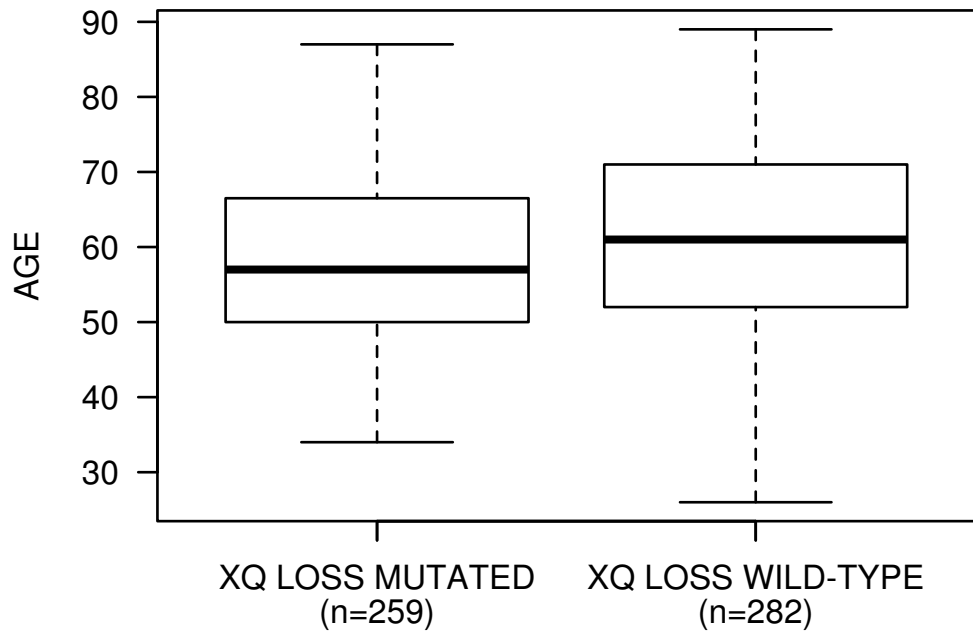 90
80
70
60
50
40
30
AGE
XQ LOSS MUTATED
(n=259)
XQ LOSS WILD-TYPE
(n=282)